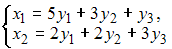 x₁ = 5y₁ + 3y₂ + y₃,
x₂ = 2y₁ + 2y₂ + 3y₃